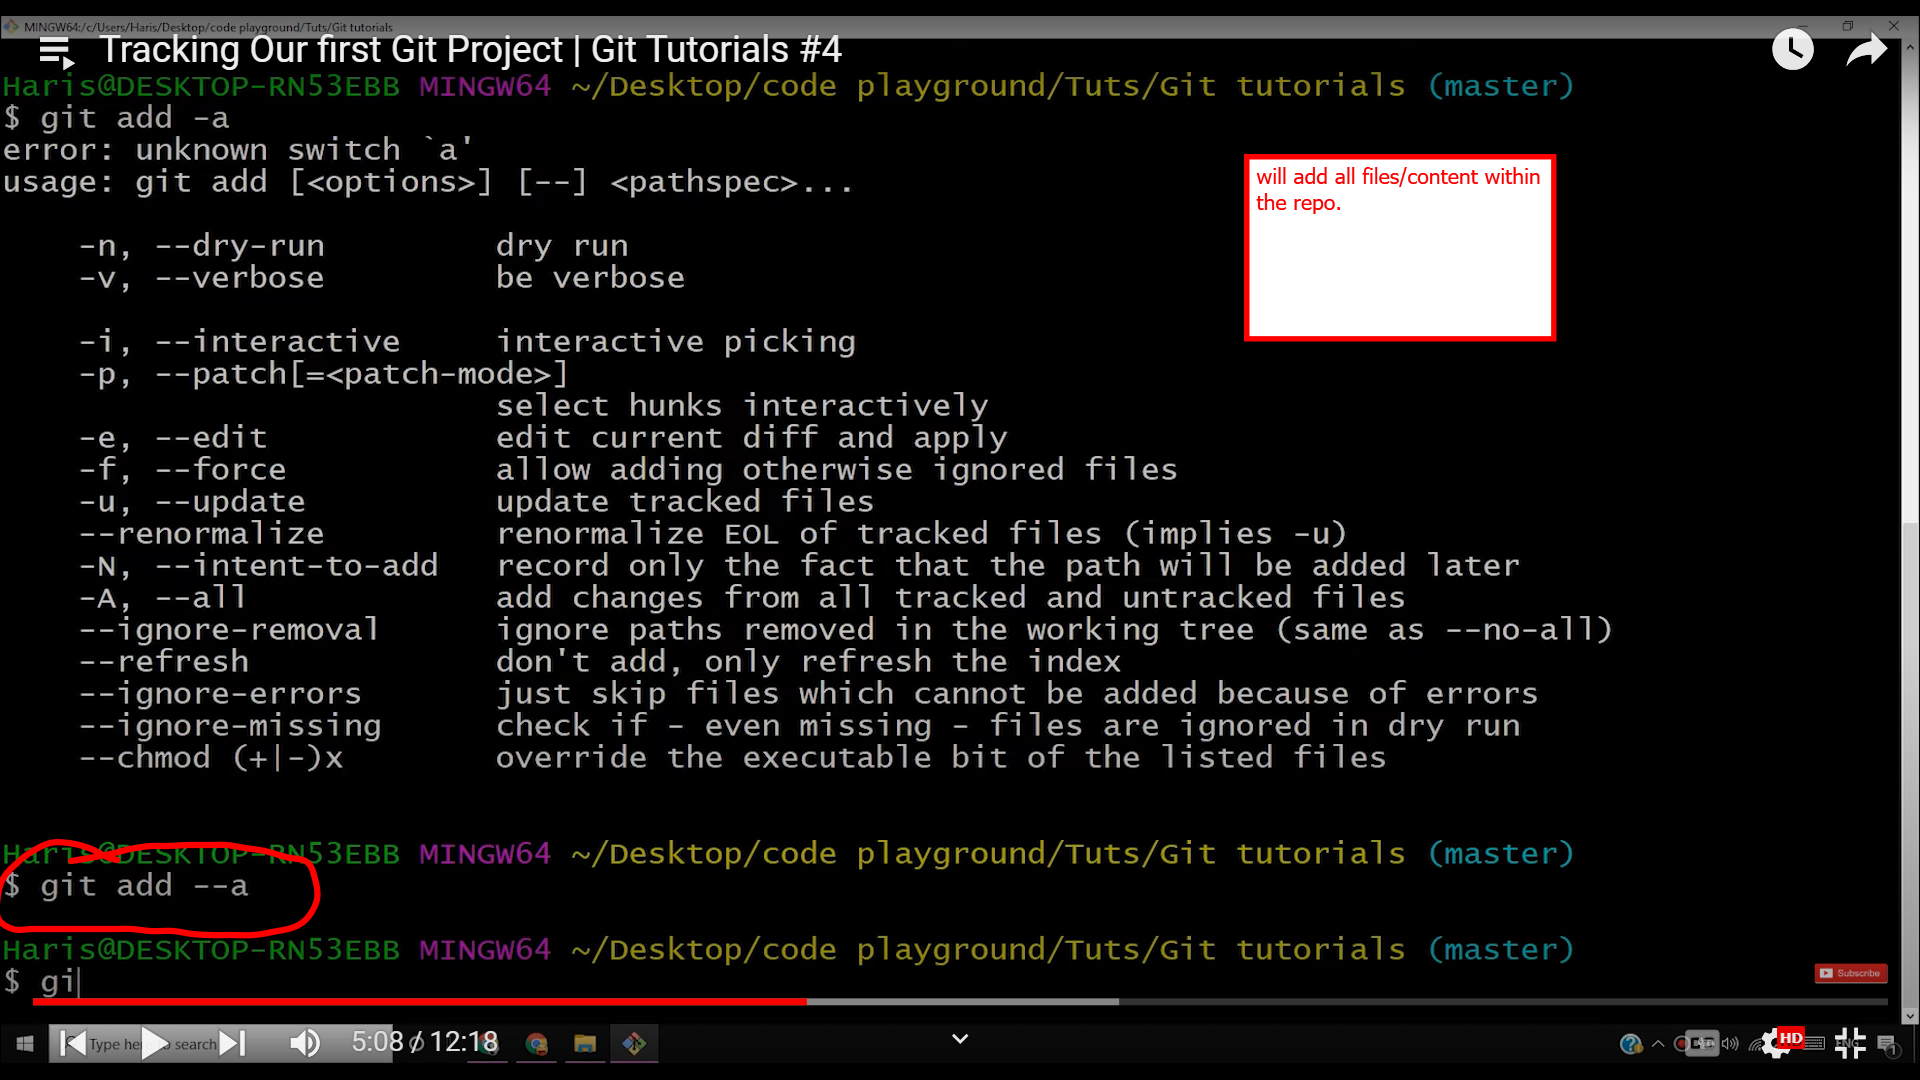 MINGW64:/c/Users/Haris/Desktop/code playground/Tuts/Git tutorials
Tracking Our first Git Project | Git Tutorials #4
Haris@DESKTOP-RN53EBB MINGW64 ~/Desktop/code playground/Tuts/Git tutorials (master)
$ git add -a
error: unknown switch `a'
usage: git add [<options>] [--] <pathspec>...
will add all files/content within
the repo.
-n, --dry-run dry run
-v, --verbose be verbose
-i, --interactive interactive picking
-p, --patch[=<patch-mode>]
select hunks interactively
-e, --edit edit current diff and apply
-f, --force allow adding otherwise ignored files
-u, --update update tracked files
--renormalize renormalize EOL of tracked files (implies -u)
-N, --intent-to-add record only the fact that the path will be added later
-A, --all add changes from all tracked and untracked files
--ignore-removal ignore paths removed in the working tree (same as --no-all)
--refresh don't add, only refresh the index
--ignore-errors just skip files which cannot be added because of errors
--ignore-missing check if - even missing - files are ignored in dry run
--chmod (+|-)x override the executable bit of the listed files
Haris@DESKTOP-RN53EBB MINGW64 ~/Desktop/code playground/Tuts/Git tutorials (master)
$ git add --a
Haris@DESKTOP-RN53EBB MINGW64 ~/Desktop/code playground/Tuts/Git tutorials (master)
$ gi
Subscribe
Type here search
5:08 / 12:18
HD
ENG
1